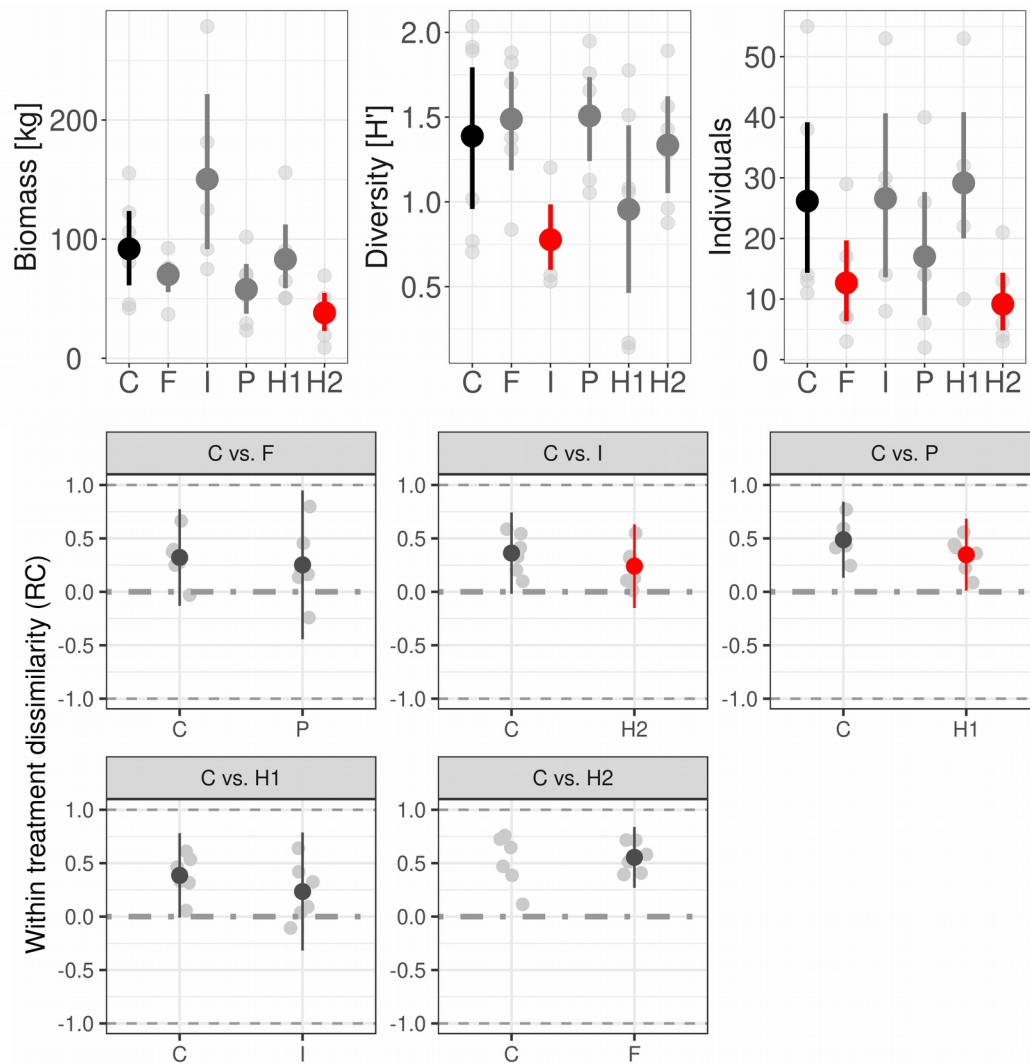 Biomass [kg]
200
100
0
C F I P H1 H2
Diversity [H']
2.0
1.5
1.0
0.5
C F I P H1 H2
Individuals
50
40
30
20
10
0
C F I P H1 H2
Within treatment dissimilarity (RC)
C vs. F
1.0
0.5
0.0
-0.5
-1.0
C P
C vs. I
1.0
0.5
0.0
-0.5
-1.0
C H2
C vs. P
1.0
0.5
0.0
-0.5
-1.0
C H1
C vs. H1
1.0
0.5
0.0
-0.5
-1.0
C I
C vs. H2
1.0
0.5
0.0
-0.5
-1.0
C F